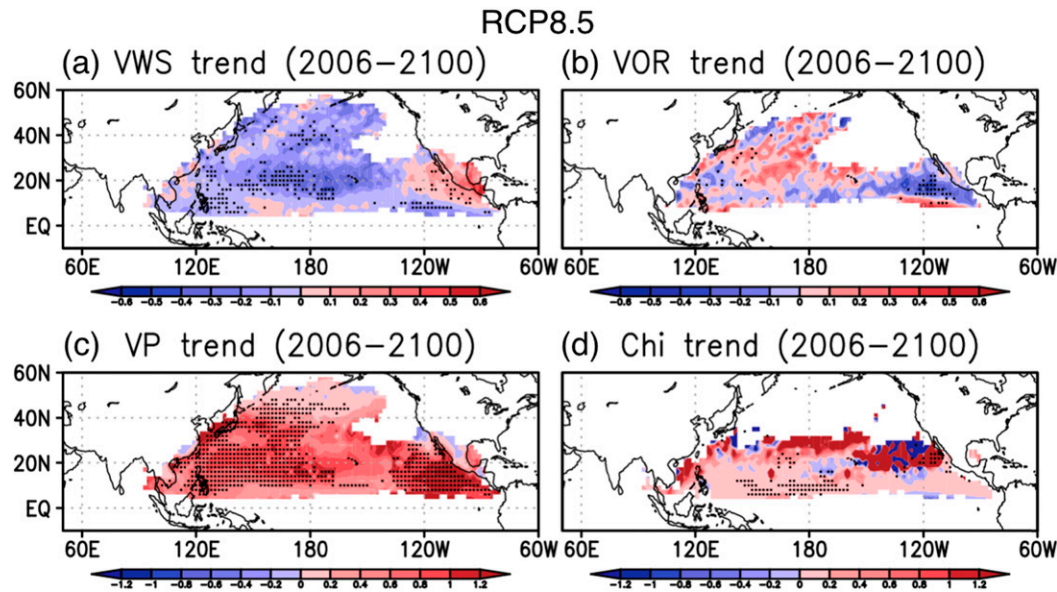 RCP8.5
(a) VWS trend (2006−2100)
(b) VOR trend (2006−2100)
60N
40N
20N
EQ
60E 120E 180 120W 60W
60E 120E 180 120W 60W
-0.6 -0.5 -0.4 -0.3 -0.2 -0.1 0 0.1 0.2 0.3 0.4 0.5 0.6
-0.6 -0.5 -0.4 -0.3 -0.2 -0.1 0 0.1 0.2 0.3 0.4 0.5 0.6
(c) VP trend (2006−2100)
(d) Chi trend (2006−2100)
60N
40N
20N
EQ
60E 120E 180 120W 60W
60E 120E 180 120W 60W
-1.2 -1 -0.8 -0.6 -0.4 -0.2 0 0.2 0.4 0.6 0.8 1 1.2
-1.2 -1 -0.8 -0.6 -0.4 -0.2 0 0.2 0.4 0.6 0.8 1 1.2